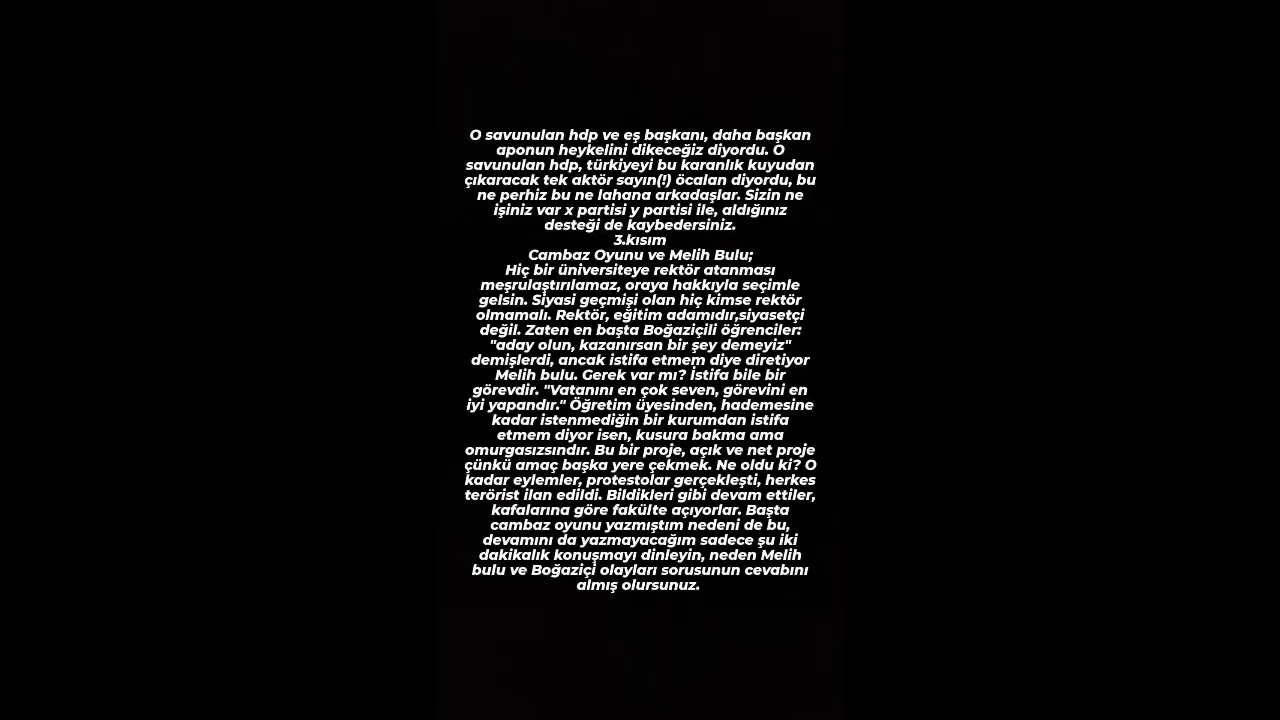 O savunulan hdp ve eş başkanı, daha başkan
aponun heykelini dikeceğiz diyordu. O
savunulan hdp, türkiyeyi bu karanlık kuyudan
çıkaracak tek aktör sayın(!) öcalan diyordu, bu
ne perhiz bu ne lahana arkadaşlar. Sizin ne
işiniz var x partisi y partisi ile, aldığınız
desteği de kaybedersiniz.
3.kısım
Cambaz Oyunu ve Melih Bulu;
Hiç bir üniversiteye rektör atanması
meşrulaştırılamaz, oraya hakkıyla seçimle
gelsin. Siyasi geçmişi olan hiç kimse rektör
olmamalı. Rektör, eğitim adamıdır,siyasetçi
değil. Zaten en başta Boğaziçili öğrenciler:
"aday olun, kazanırsan bir şey demeyiz"
demişlerdi, ancak istifa etmem diye diretiyor
Melih bulu. Gerek var mı? İstifa bile bir
görevdir. "Vatanını en çok seven, görevini en
iyi yapandır." Öğretim üyesinden, hademesine
kadar istenmediğin bir kurumdan istifa
etmem diyor isen, kusura bakma ama
omurgasızsındır. Bu bir proje, açık ve net proje
çünkü amaç başka yere çekmek. Ne oldu ki? O
kadar eylemler, protestolar gerçekleşti, herkes
terörist ilan edildi. Bildikleri gibi devam ettiler,
kafalarına göre fakülte açıyorlar. Başta
cambaz oyunu yazmıştım nedeni de bu,
devamını da yazmayacağım sadece şu iki
dakikalık konuşmayı dinleyin, neden Melih
bulu ve Boğaziçi olayları sorusunun cevabını
almış olursunuz.